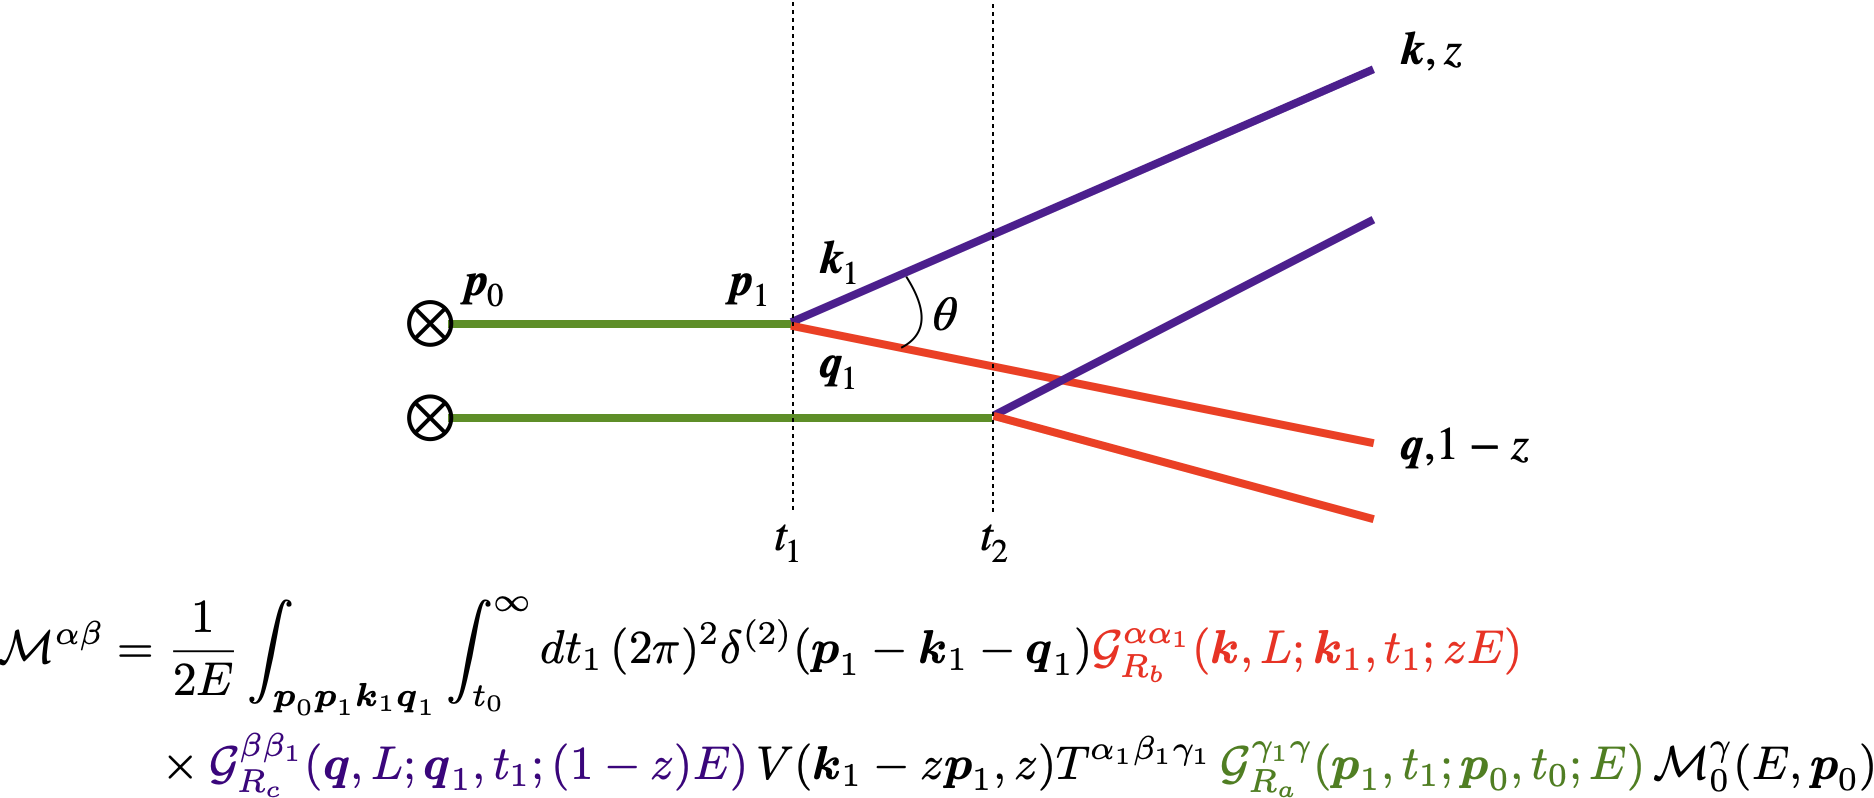 k, z
p₀
p₁
k₁
θ
q₁
q,1 − z
t₁
t₂
ℳ^{αβ} = \frac{1}{2E} ∫_{p₀p₁k₁q₁} ∫_{t₀}^{∞} dt₁ (2π)² δ^{(2)}(p₁ − k₁ − q₁) 𝒢_{R_b}^{αα₁}(k, L; k₁, t₁; zE)
× 𝒢_{R_c}^{ββ₁}(q, L; q₁, t₁; (1 − z)E) V(k₁ − zp₁, z) T^{α₁β₁γ₁} 𝒢_{R_a}^{γ₁γ}(p₁, t₁; p₀, t₀; E) ℳ₀^{γ}(E, p₀)